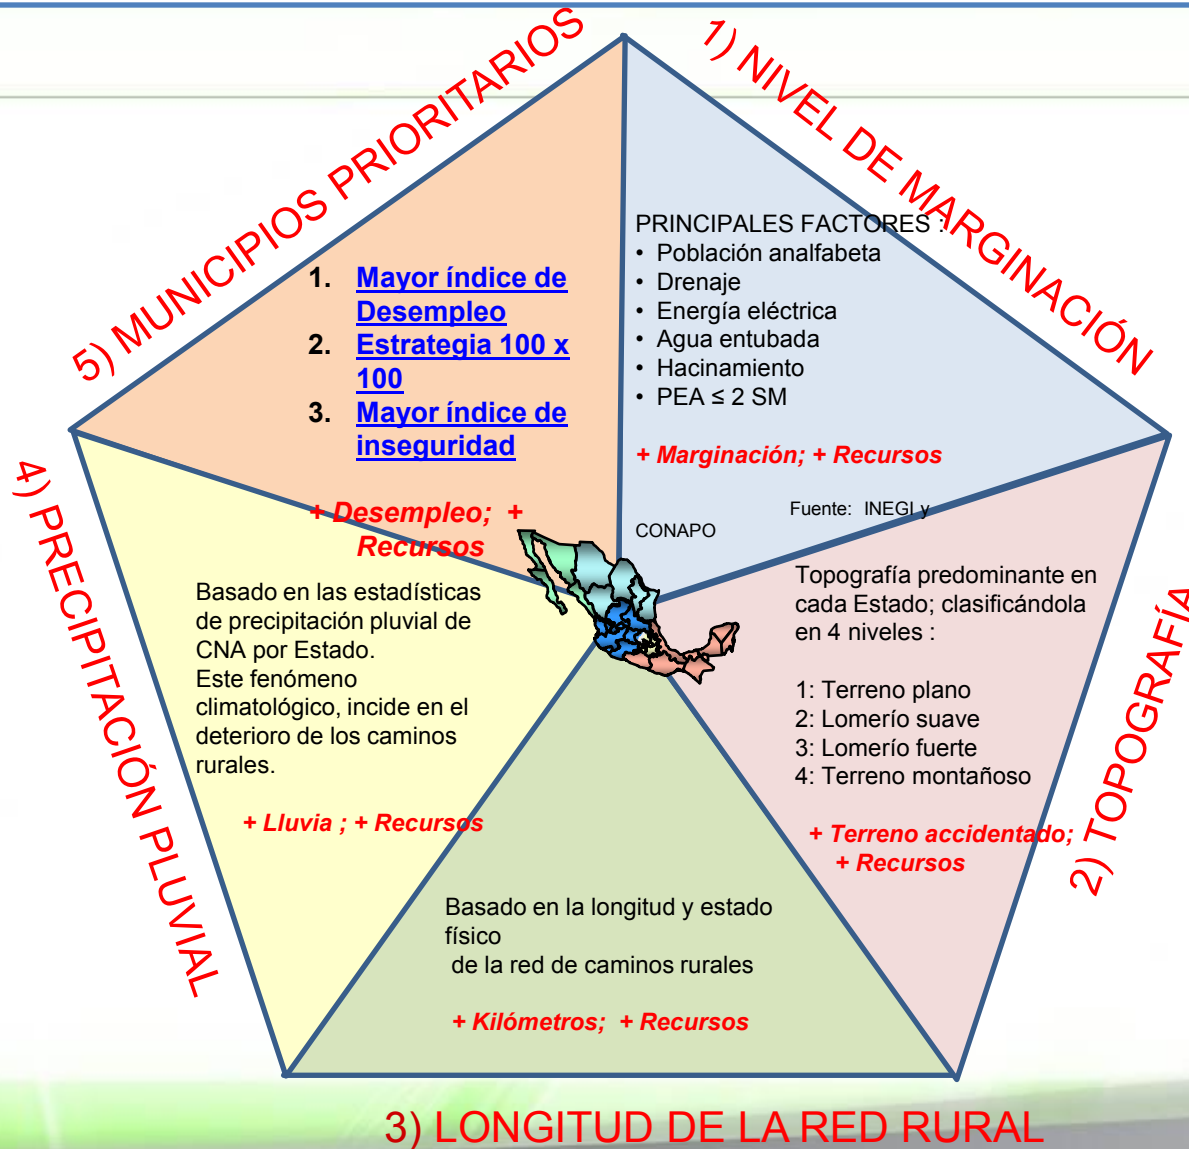 1) NIVEL DE MARGINACIÓN
PRINCIPALES FACTORES :
• Población analfabeta
• Drenaje
• Energía eléctrica
• Agua entubada
• Hacinamiento
• PEA ≤ 2 SM
+ Marginación; + Recursos
Fuente: INEGI y
CONAPO
2) TOPOGRAFÍA
Topografía predominante en
cada Estado; clasificándola
en 4 niveles :
1: Terreno plano
2: Lomerío suave
3: Lomerío fuerte
4: Terreno montañoso
+ Terreno accidentado;
+ Recursos
3) LONGITUD DE LA RED RURAL
Basado en la longitud y estado
físico
de la red de caminos rurales
+ Kilómetros; + Recursos
4) PRECIPITACIÓN PLUVIAL
Basado en las estadísticas
de precipitación pluvial de
CNA por Estado.
Este fenómeno
climatológico, incide en el
deterioro de los caminos
rurales.
+ Lluvia ; + Recursos
5) MUNICIPIOS PRIORITARIOS
1. Mayor índice de
Desempleo
2. Estrategia 100 x
100
3. Mayor índice de
inseguridad
+ Desempleo; +
Recursos